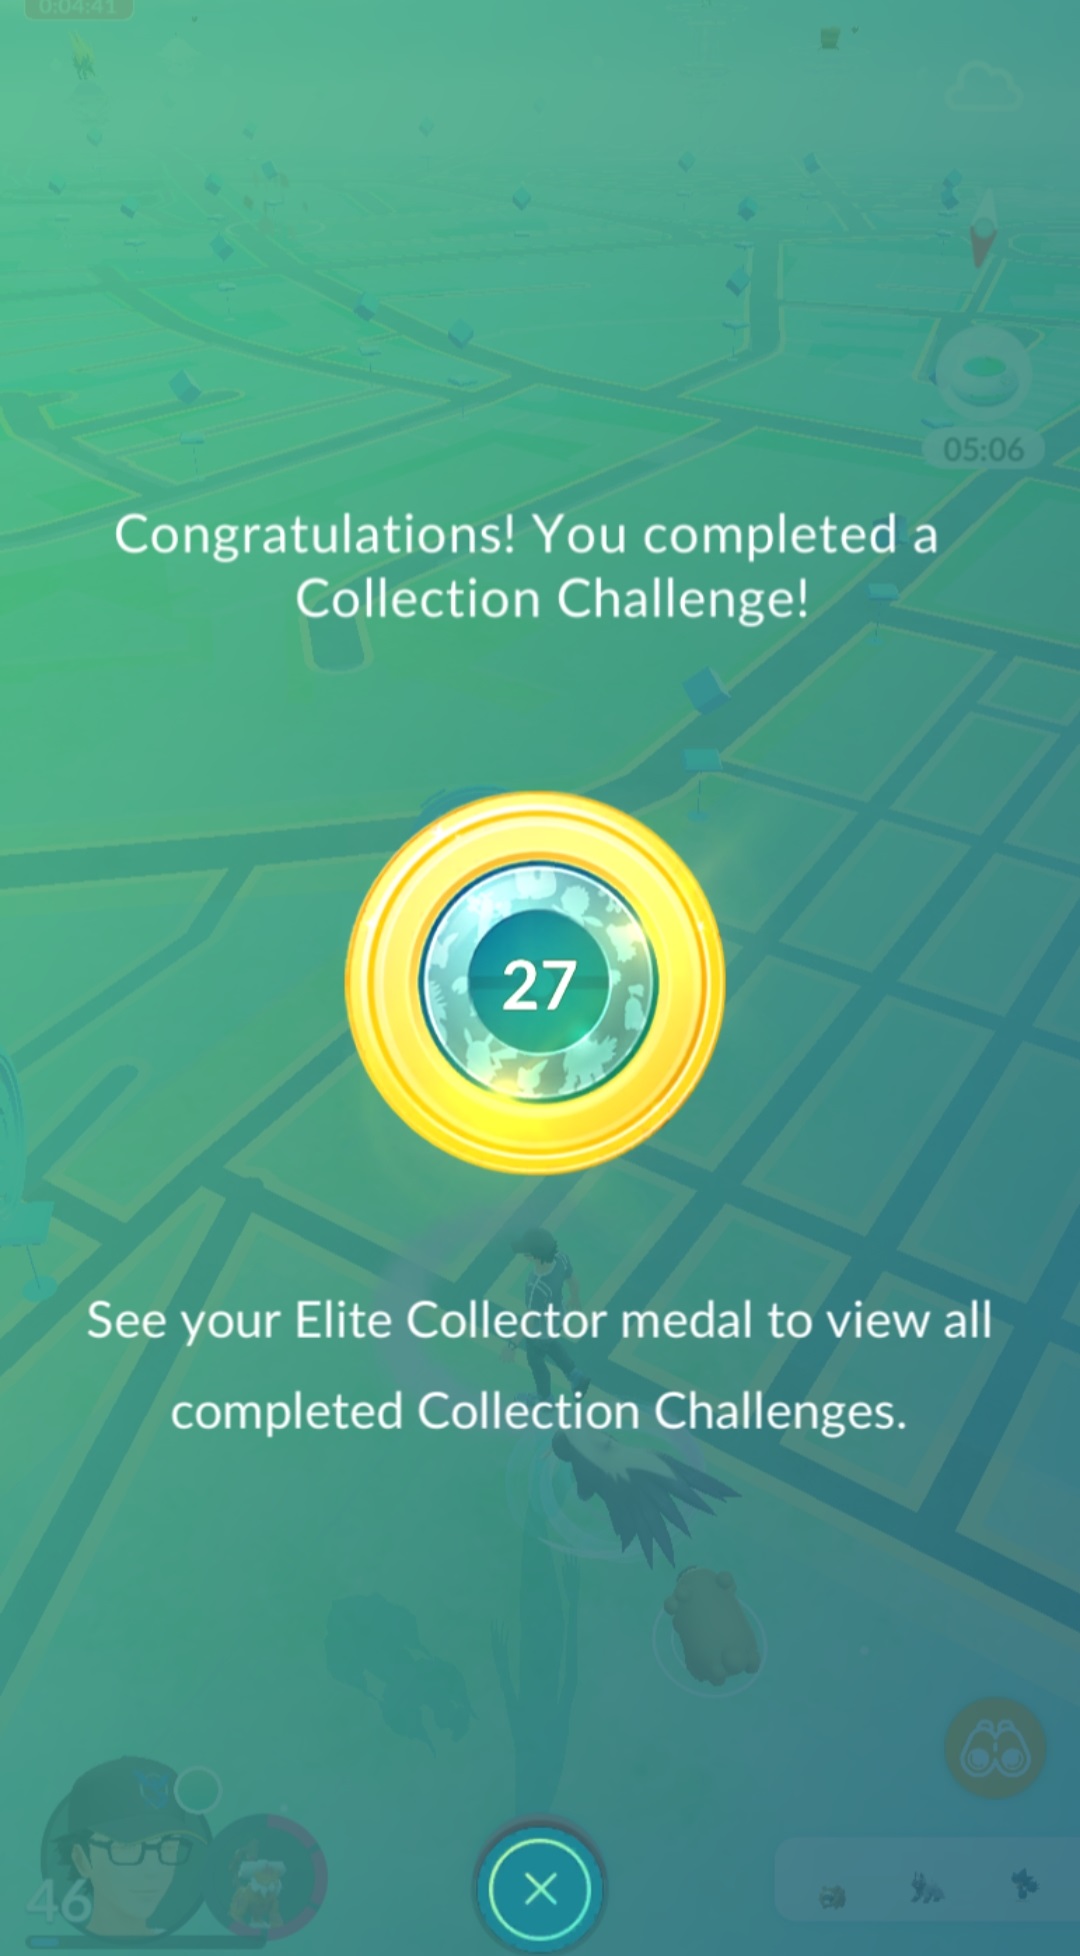 0:04:41
05:06
Congratulations! You completed a
Collection Challenge!
27
See your Elite Collector medal to view all
completed Collection Challenges.
46